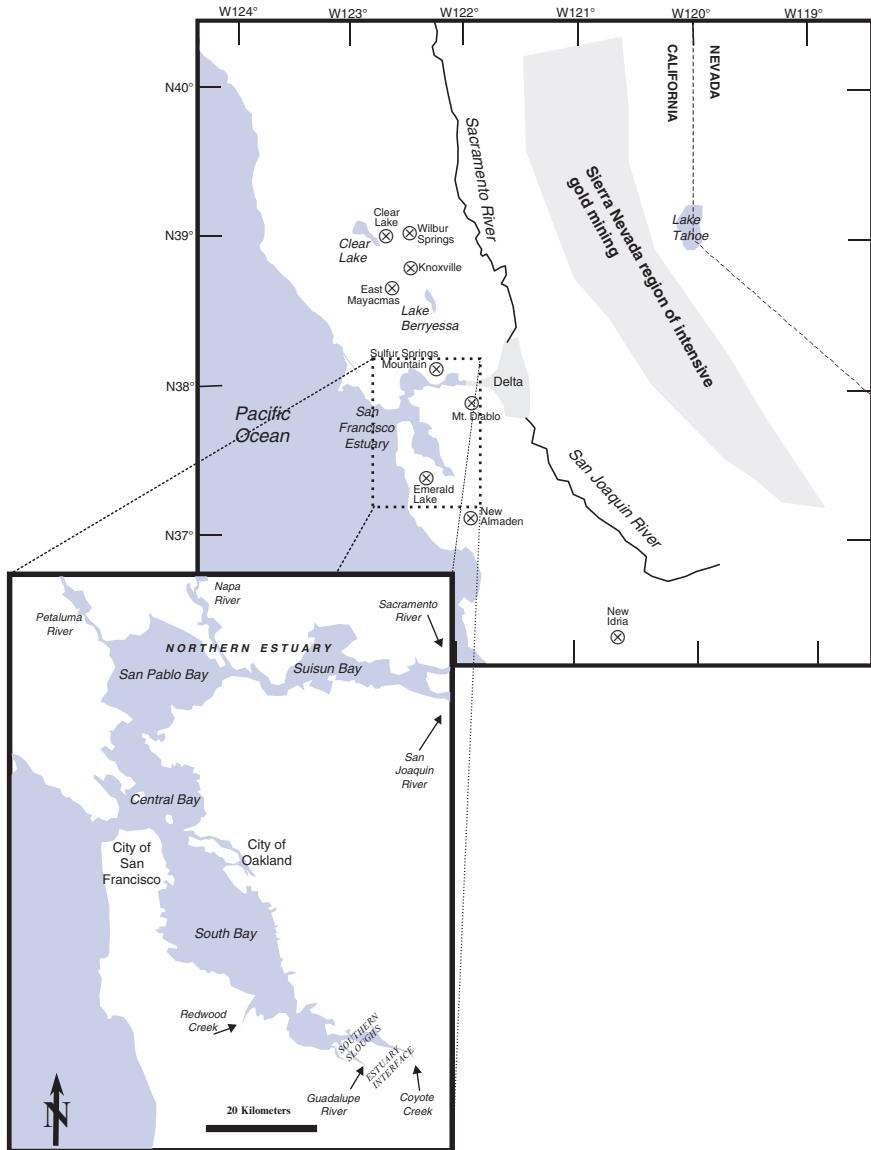 W124°
W123°
W122°
W121°
W120°
W119°
N40°
N39°
N38°
N37°
CALIFORNIA
NEVADA
Sacramento River
Sierra Nevada region of intensive
gold mining
Lake
Tahoe
Clear
Lake
Wilbur
Springs
Clear
Lake
Knoxville
East
Mayacmas
Lake
Berryessa
Sulfur Springs
Mountain
Delta
Mt. Diablo
Pacific
Ocean
San
Francisco
Estuary
Emerald
Lake
New
Almaden
San Joaquin River
New
Idria
Petaluma
River
Napa
River
Sacramento
River
NORTHERN ESTUARY
San Pablo Bay
Suisun Bay
San
Joaquin
River
Central Bay
City of
San
Francisco
City of
Oakland
South Bay
Redwood
Creek
SOUTHERN
SLOUGHS
ESTUARY
INTERFACE
Guadalupe
River
Coyote
Creek
N
20 Kilometers